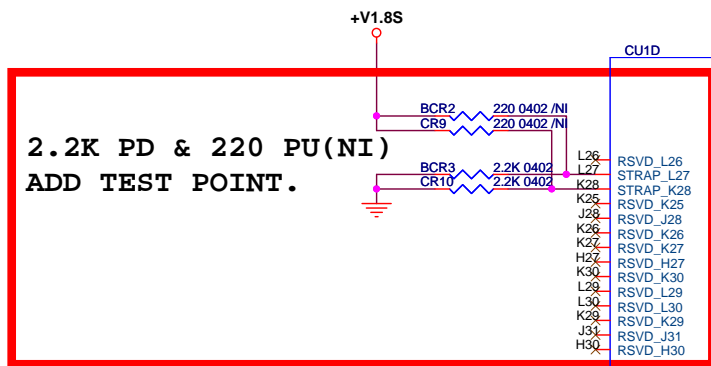 +V1.8S
CU1D
BCR2 220 0402 /NI
CR9 220 0402 /NI
2.2K PD & 220 PU(NI)
ADD TEST POINT.
BCR3 2.2K 0402
CR10 2.2K 0402
L26 RSVD_L26
L27 STRAP_L27
K28 STRAP_K28
K25 RSVD_K25
J28 RSVD_J28
K26 RSVD_K26
K27 RSVD_K27
H27 RSVD_H27
K30 RSVD_K30
L29 RSVD_L29
L30 RSVD_L30
K29 RSVD_K29
J31 RSVD_J31
H30 RSVD_H30